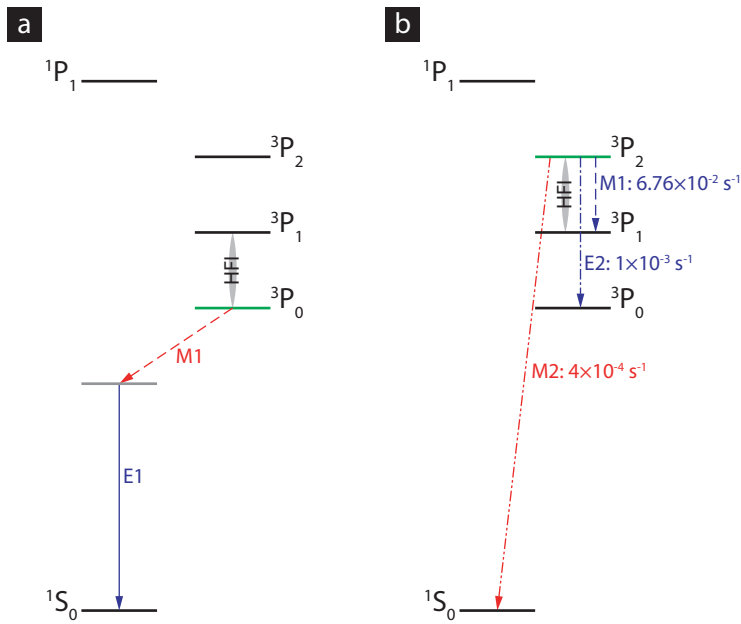 a
¹P₁
³P₂
³P₁
HFI
³P₀
M1
E1
¹S₀
b
¹P₁
³P₂
HFI
M1: 6.76×10⁻² s⁻¹
³P₁
E2: 1×10⁻³ s⁻¹
³P₀
M2: 4×10⁻⁴ s⁻¹
¹S₀